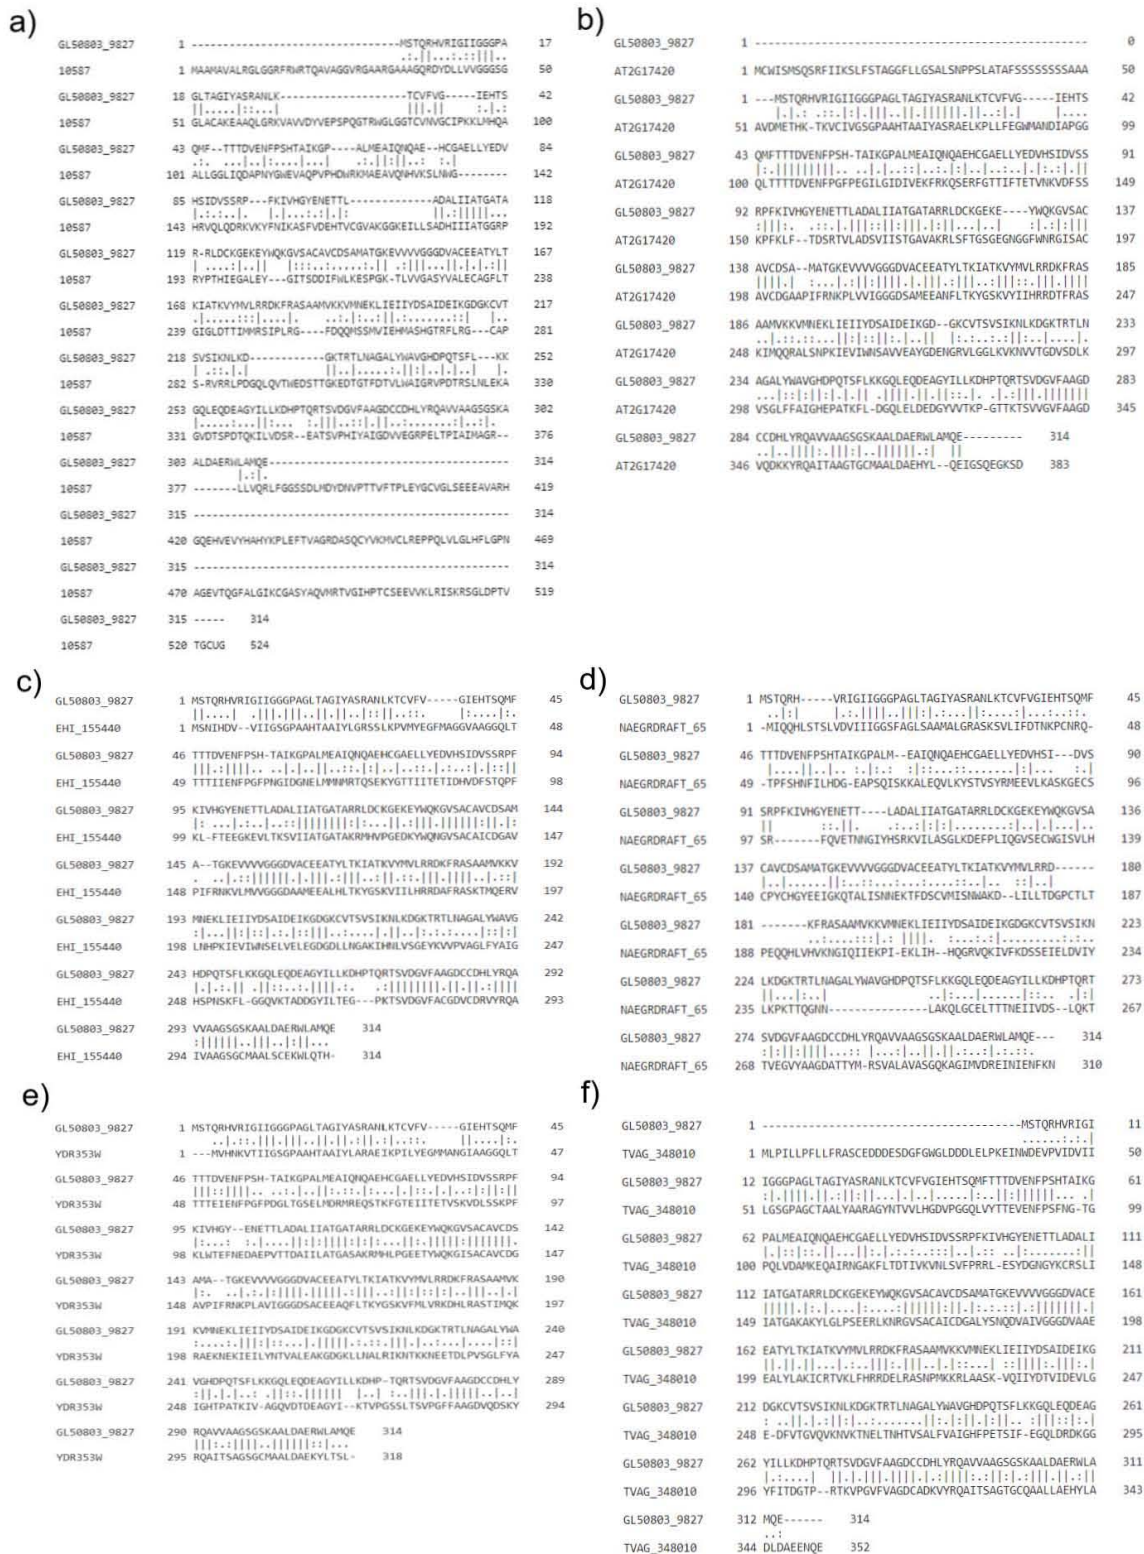 a)
GL50803_9827 1 --------------------------------MSTQRHVRIGIIGGGPA 17
10587 1 MAAMAVALRGLGGRFRWRTQAVAGGVRGAARGAAAGQRDYDLLVVGGGSG 50
GL50803_9827 18 GLTAGIYASRANLK-------------------TCVFVG-----IEHTS 42
10587 51 GLACAKEAAQLGRKVAVVDYVEPSPQGTRWGLGGTCVNVGCIPKKLMHQA 100
GL50803_9827 43 QMF--TTTDVENFPSHTAIKGP----ALMEAIQNQAE--HCGAELLYEDV 84
10587 101 ALLGGLIQDAPNYGWEVAQPVPHDWRKMAEAVQNHVKSLNWG-------- 142
GL50803_9827 85 HSIDVSSRP---FKIVHGYENETTL-------------ADALIIATGATA 118
10587 143 HRVQLQDRKVKYFNIKASFVDEHTVCGVAKGGKEILLSADHIIIATGGRP 192
GL50803_9827 119 R-RLDCKGEKEYWQKGVSACAVCDSAMATGKEVVVVGGGDVACEEATYLT 167
10587 193 RYPTHIEGALEY---GITSDDIFWLKESPGK-TLVVGASYVALECAGFLT 238
GL50803_9827 168 KIATKVYMVLRRDKFRASAAMVKKVMNEKLIEIIYDSAIDEIKGDGKCVT 217
10587 239 GIGLDTTIMMRSIPLRG----FDQQMSSMVIEHMASHGTRFLRG---CAP 281
GL50803_9827 218 SVSIKNLKD-----------GKTRTLNAGALYWAVGHDPQTSFL---KK 252
10587 282 S-RVRRLPDGQLQVTWEDSTTGKEDTGTFDTVLWAIGRVPDTRSLNLEKA 330
GL50803_9827 253 GQLEQDEAGYILLKDHPTQRTSVDGVFAAGDCCDHLYRQAVVAAGSGSKA 302
10587 331 GVDTSPDTQKILVDSR--EATSVPHIYAIGDVVEGRPELTPIAIMAGR-- 376
GL50803_9827 303 ALDAERWLAMQE-------------------------------------- 314
10587 377 -------LLVQRLFGGSSDLMDYDNVPTTVFTPLEYGCVGLSEEEAVARH 419
GL50803_9827 315 -------------------------------------------------- 314
10587 420 GQEHVEVYHAHYKPLEFTVAGRDASQCYVKMVCLREPPQLVLGLHFLGPN 469
GL50803_9827 315 -------------------------------------------------- 314
10587 470 AGEVTQGFALGIKCGASYAQVMRTVGIHPTCSEEVVKLRISKRSGLDPTV 519
GL50803_9827 315 ----- 314
10587 520 TGCUG 524
b)
GL50803_9827 1 -------------------------------------------------- 0
AT2G17420 1 MCWISMSQSRFIIKSLFSTAGGFLLGSALSNPPSLATAFSSSSSSSSAAA 50
GL50803_9827 1 ---MSTQRHVRIGIIGGGPAGLTAGIYASRANLKTCVFVG-----IEHTS 42
AT2G17420 51 AVDMETHK-TKVCIVGSGPAAHTAAIYASRAELKPLLFEGWMANDIAPGG 99
GL50803_9827 43 QMFTTTDVENFPSH-TAIKGPALMEAIQNQAEHCGAELLYEDVHSIDVSS 91
AT2G17420 100 QLTTTTDVENFPGFPEGILGIDIVEKFRKQSERFGTTIFTETVNKVDFSS 149
GL50803_9827 92 RPFKIVHGYENETTLADALIIATGATARRLDCKGEKE----YWQKGVSAC 137
AT2G17420 150 KPFKLF--TDSRTVLADSVIISTGAVAKRLSFTGSGEGNGGFWNRGISAC 197
GL50803_9827 138 AVCDSA--MATGKEVVVVGGGDVACEEATYLTKIATKVYMVLRRDKFRAS 185
AT2G17420 198 AVCDGAAPIFRNKPLVVIGGGDSAMEEANFLTKYGSKVYIIHRRDTFRAS 247
GL50803_9827 186 AAMVKKVMNEKLIEIIYDSAIDEIKGD--GKCVTSVSIKNLKDGKTRTLN 233
AT2G17420 248 KIMQQRALSNPKIEVIWNSAVVEAYGDENGRVLGGLKVKNVVTGDVSDLK 297
GL50803_9827 234 AGALYWAVGHDPQTSFLKKGQLEQDEAGYILLKDHPTQRTSVDGVFAAGD 283
AT2G17420 298 VSGLFFAIGHEPATKFL-DGQLELDEDGYVVTKP-GTTKTSVVGVFAAGD 345
GL50803_9827 284 CCDHLYRQAVVAAGSGSKAALDAERWLAMQE--------- 314
AT2G17420 346 VQDKKYRQAITAAGTGCMAALDAEHYL--QEIGSQEGKSD 383
c)
GL50803_9827 1 MSTQRHVRIGIIGGGPAGLTAGIYASRANLKTCVFV-----GIEHTSQMF 45
EHI_155440 1 MSNIHDV--VIIGSGPAAHTAAIYLGRSSLKPVMYEGFMAGGVAAGGQLT 48
GL50803_9827 46 TTTDVENFPSH-TAIKGPALMEAIQNQAEHCGAELLYEDVHSIDVSSRPF 94
EHI_155440 49 TTTIIENFPGFPNGIDGNELMMNMRTQSEKYGTTIITETIDHVDFSTQPF 98
GL50803_9827 95 KIVHGYENETTLADALIIATGATARRLDCKGEKEYWQKGVSACAVCDSAM 144
EHI_155440 99 KL-FTEEGKEVLTKSVIIATGATAKRMHVPGEDKYWQNGVSACAICDGAV 147
GL50803_9827 145 A--TGKEVVVVGGGDVACEEATYLTKIATKVYMVLRRDKFRASAAMVKKV 192
EHI_155440 148 PIFRNKVLMVVGGGDAAMEEALHLTKYGSKVIILHRRDAFRASKTMQERV 197
GL50803_9827 193 MNEKLIEIIYDSAIDEIKGDGKCVTSVSIKNLKDGKTRTLNAGALYWAVG 242
EHI_155440 198 LNHPKIEVIWNSELVELEGDGDLLNGAKIHNLVSGEYKVVPVAGLFYAIG 247
GL50803_9827 243 HDPQTSFLKKGQLEQDEAGYILLKDHPTQRTSVDGVFAAGDCCDHLYRQA 292
EHI_155440 248 HSPNSKFL-GGQVKTADDGYILTEG---PKTSVDGVFACGDVCDRVYRQA 293
GL50803_9827 293 VVAAGSGSKAALDAERWLAMQE 314
EHI_155440 294 IVAAGSGCMAALSCEKWLQTH- 314
d)
GL50803_9827 1 MSTQRH-----VRIGIIGGGPAGLTAGIYASRANLKTCVFVGIEHTSQMF 45
NAEGRDRAFT_65 1 -MIQQHLSTSLVDVIIIGGSFAGLSAAMALGRASKSVLIFDTNKPCNRQ- 48
GL50803_9827 46 TTTDVENFPSHTAIKGPALM--EAIQNQAEHCGAELLYEDVHSI---DVS 90
NAEGRDRAFT_65 49 -TPFSHNFILHDG-EAPSQISKKALEQVLKYSTVSYRMEEVLKASKGECS 96
GL50803_9827 91 SRPFKIVHGYENETT----LADALIIATGATARRLDCKGEKEYWQKGVSA 136
NAEGRDRAFT_65 97 SR-------FQVETNNGIYHSRKVILASGLKDEFPLIQGVSECWGISVLH 139
GL50803_9827 137 CAVCDSAMATGKEVVVVGGGDVACEEATYLTKIATKVYMVLRRD------ 180
NAEGRDRAFT_65 140 CPYCHGYEEIGKQTALISNNEKTFDSCVMISNWAKD--LILLTDGPCTLT 187
GL50803_9827 181 -------KFRASAAMVKKVMNEKLIEIIYDSAIDEIKGDGKCVTSVSIKN 223
NAEGRDRAFT_65 188 PEQQHLVHVKNGIQIIEKPI-EKLIH--HQGRVQKIVFKDSSEIELDVIY 234
GL50803_9827 224 LKDGKTRTLNAGALYWAVGHDPQTSFLKKGQLEQDEAGYILLKDHPTQRT 273
NAEGRDRAFT_65 235 LKPKTTQGNN---------------LAKQLGCELTTTNEIIVDS--LQKT 267
GL50803_9827 274 SVDGVFAAGDCCDHLYRQAVVAAGSGSKAALDAERWLAMQE--- 314
NAEGRDRAFT_65 268 TVEGVYAAGDATTYM-RSVALAVASGQKAGIMVDREINIENFKN 310
e)
GL50803_9827 1 MSTQRHVRIGIIGGGPAGLTAGIYASRANLKTCVFV-----GIEHTSQMF 45
YDR353W 1 ---MVHNKVTIIGSGPAAHTAAIYLARAEIKPILYEGMMANGIAAGGQLT 47
GL50803_9827 46 TTTDVENFPSH-TAIKGPALMEAIQNQAEHCGAELLYEDVHSIDVSSRPF 94
YDR353W 48 TTTEIENFPGFPDGLTGSELMDRMREQSTKFGTEIITETVSKVDLSSKPF 97
GL50803_9827 95 KIVHGY--ENETTLADALIIATGATARRLDCKGEKEYWQKGVSACAVCDS 142
YDR353W 98 KLWTEFNEDAEPVTTDAIILATGASAKRMHLPGEETYWQKGISACAVCDG 147
GL50803_9827 143 AMA--TGKEVVVVGGGDVACEEATYLTKIATKVYMVLRRDKFRASAAMVK 190
YDR353W 148 AVPIFRNKPLAVIGGGDSACEEAQFLTKYGSKVFMLVRKDHLRASTIMQK 197
GL50803_9827 191 KVMNEKLIEIIYDSAIDEIKGDGKCVTSVSIKNLKDGKTRTLNAGALYWA 240
YDR353W 198 RAEKNEKIEILYNTVALEAKGDGKLLNALRIKNTKKNEETDLPVSGLFYA 247
GL50803_9827 241 VGHDPQTSFLKKGQLEQDEAGYILLKDHP-TQRTSVDGVFAAGDCCDHLY 289
YDR353W 248 IGHTPATKIV-AGQVDTDEAGYI--KTVPGSSLTSVPGFFAAGDVQDSKY 294
GL50803_9827 290 RQAVVAAGSGSKAALDAERWLAMQE 314
YDR353W 295 RQAITSAGSGCMAALDAEKYLTSL- 318
f)
GL50803_9827 1 ---------------------------------------MSTQRHVRIGI 11
TVAG_348010 1 MLPILLPFLLFRASCEDDDESDGFGWGLDDDLELPKEINWDEVPVIDVII 50
GL50803_9827 12 IGGGPAGLTAGIYASRANLKTCVFVGIEHTSQMFTTTDVENFPSHTAIKG 61
TVAG_348010 51 LGSGPAGCTAALYAARAGYNTVVLHGDVPGGQLVYTTEVENFPSFNG-TG 99
GL50803_9827 62 PALMEAIQNQAEHCGAELLYEDVHSIDVSSRPFKIVHGYENETTLADALI 111
TVAG_348010 100 PQLVDAMKEQAIRNGAKFLTDTIVKVNLSVFPRRL-ESYDGNGYKCRSLI 148
GL50803_9827 112 IATGATARRLDCKGEKEYWQKGVSACAVCDSAMATGKEVVVVGGGDVACE 161
TVAG_348010 149 IATGAKAKYLGLPSEERLKNRGVSACAICDGALYSNQDVAIVGGGDVAAE 198
GL50803_9827 162 EATYLTKIATKVYMVLRRDKFRASAAMVKKVMNEKLIEIIYDSAIDEIKG 211
TVAG_348010 199 EALYLAKICRTVKLFHRRDELRASNPMKKRLAASK-VQIIYDTVIDEVLG 247
GL50803_9827 212 DGKCVTSVSIKNLKDGKTRTLNAGALYWAVGHDPQTSFLKKGQLEQDEAG 261
TVAG_348010 248 E-DFVTGVQVKNVKTNELTNHTVSALFVAIGHFPETSIF-EGQLDRDKGG 295
GL50803_9827 262 YILLKDHPTQRTSVDGVFAAGDCCDHLYRQAVVAAGSGSKAALDAERWLA 311
TVAG_348010 296 YFITDGTP--RTKVPGVFVAGDCADKVYRQAITSAGTGCQAALLAEHYLA 343
GL50803_9827 312 MQE------ 314
TVAG_348010 344 DLDAEENQE 352